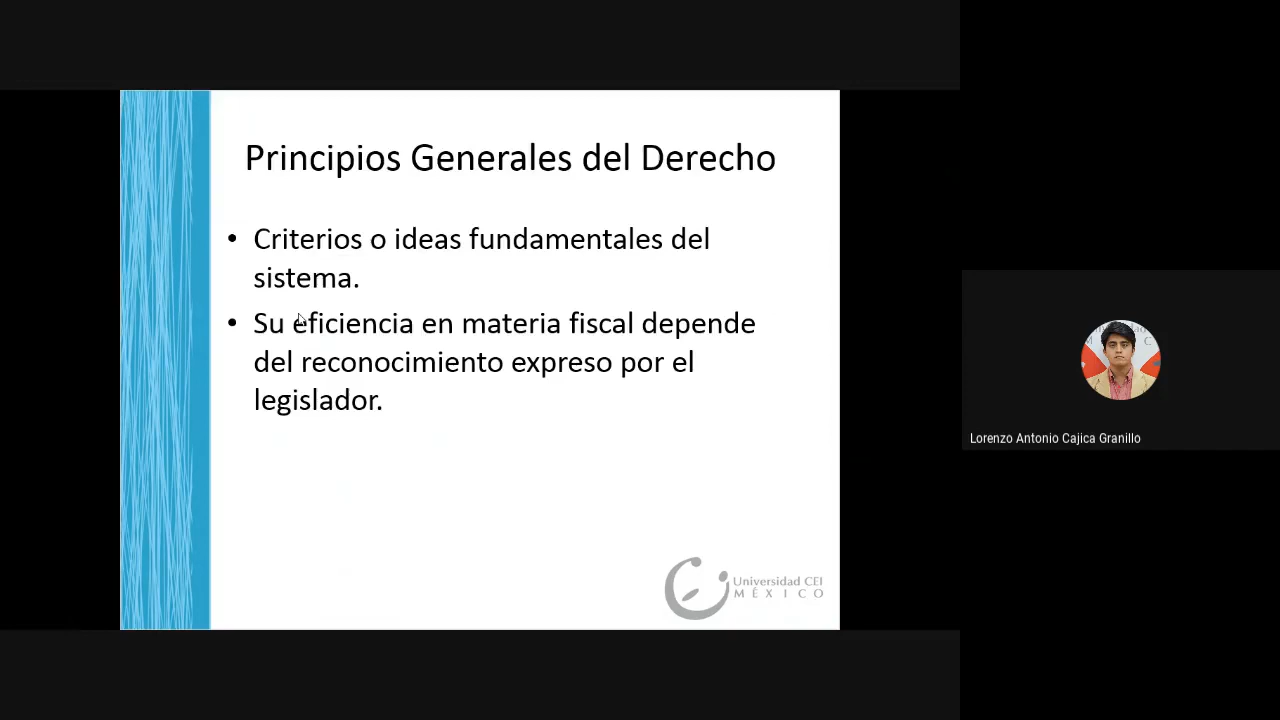 Principios Generales del Derecho
• Criterios o ideas fundamentales del
sistema.
• Su eficiencia en materia fiscal depende
del reconocimiento expreso por el
legislador.
Universidad CEI
MÉXICO
Lorenzo Antonio Cajica Granillo